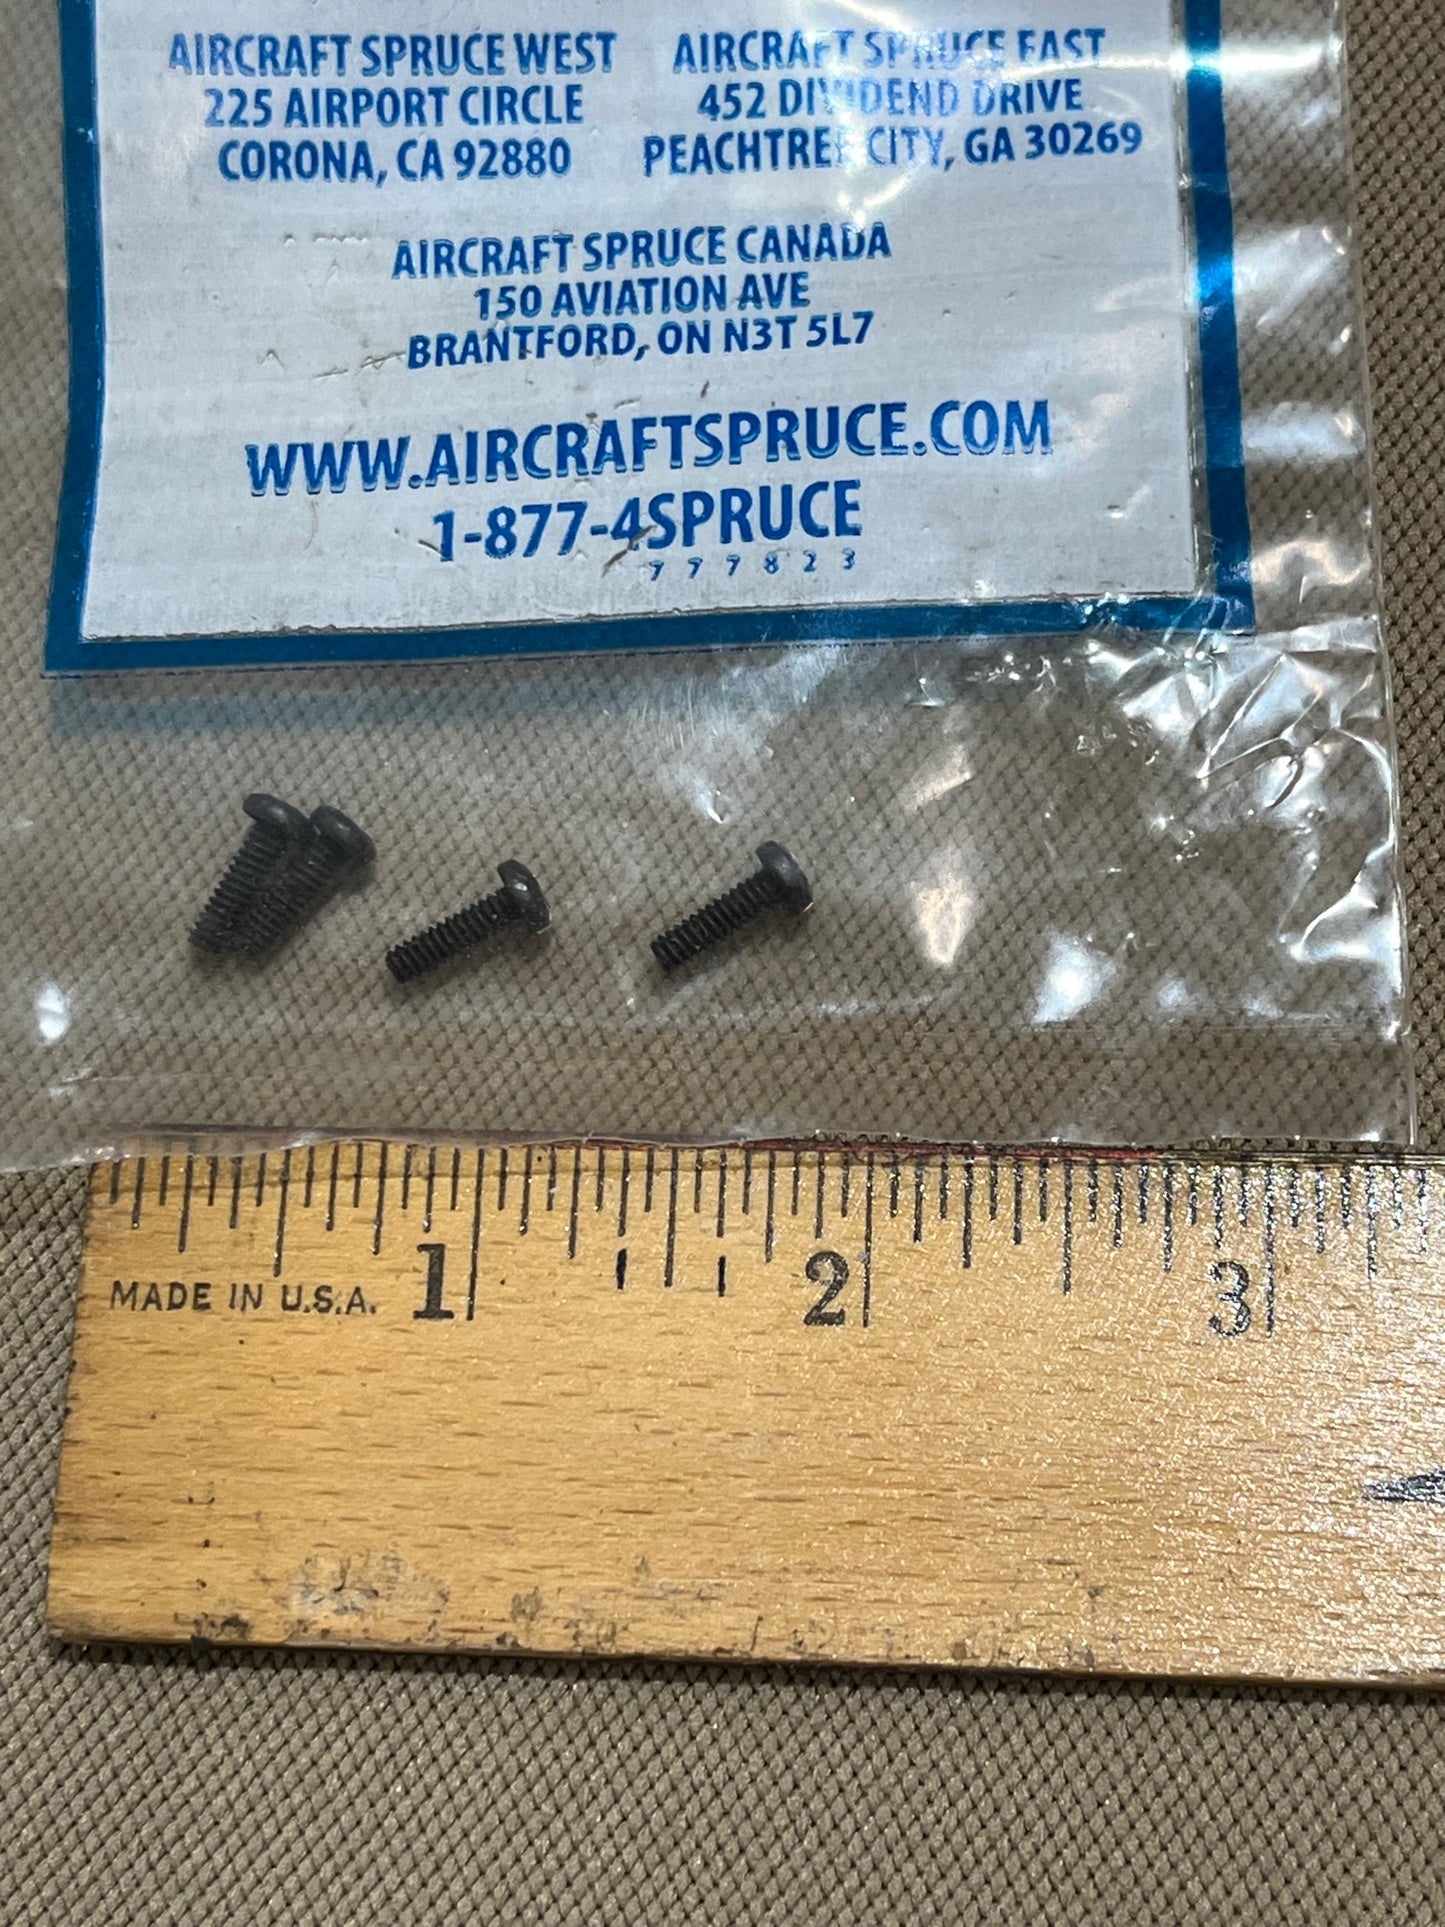 AIRCRAFT SPRUCE WEST
225 AIRPORT CIRCLE
CORONA, CA 92880
AIRCRAFT SPRUCE EAST
452 DIVIDEND DRIVE
PEACHTREE CITY, GA 30269
AIRCRAFT SPRUCE CANADA
150 AVIATION AVE
BRANTFORD, ON N3T 5L7
WWW.AIRCRAFTSPRUCE.COM
1-877-4SPRUCE
777823
1 2 3
MADE IN U.S.A.